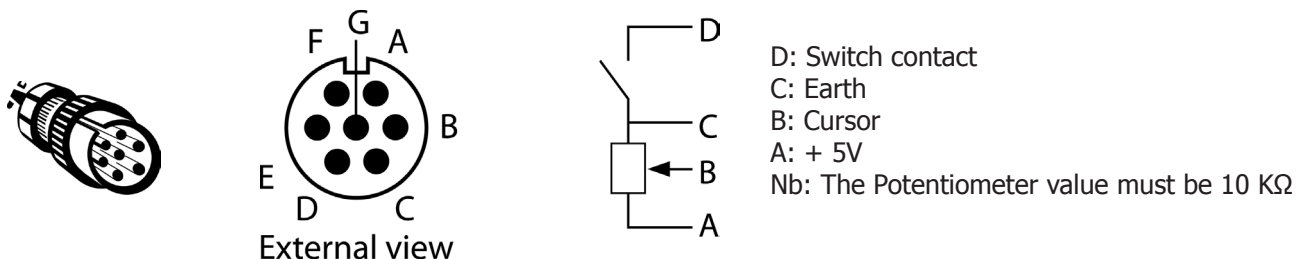 G
F A
B
E
D C
External view
D
C
B
A
D: Switch contact
C: Earth
B: Cursor
A: + 5V
Nb: The Potentiometer value must be 10 KΩ